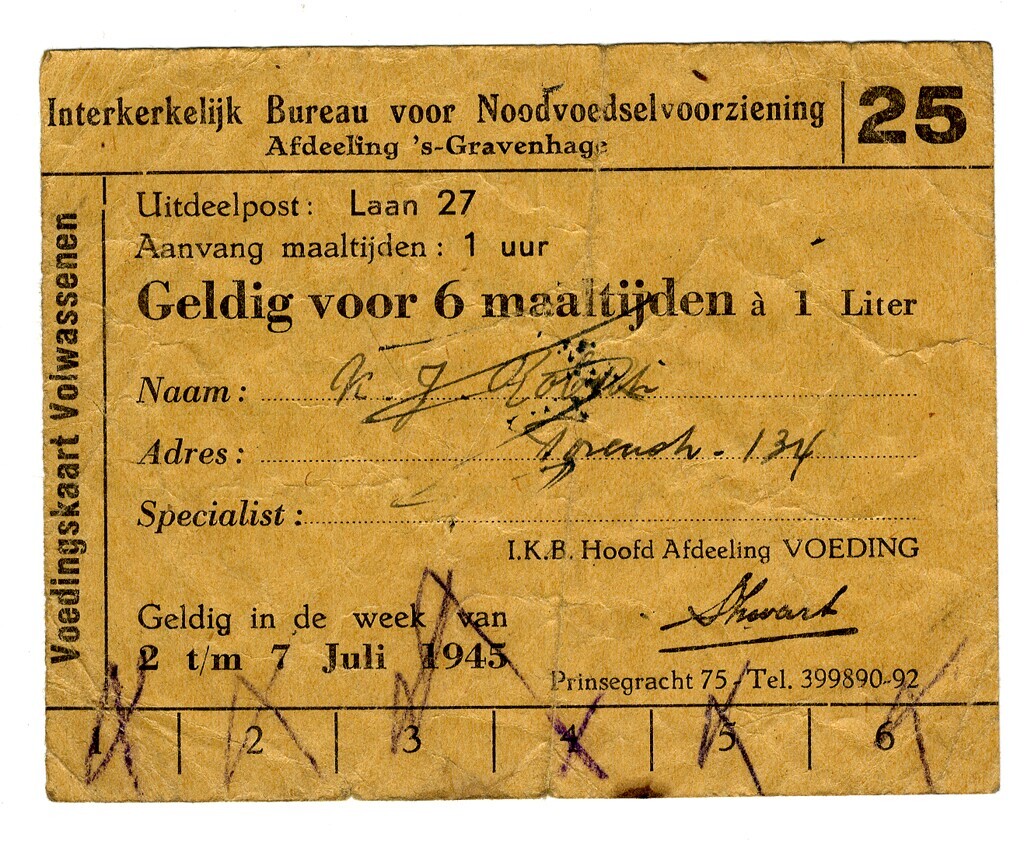 Interkerkelijk Bureau voor Noodvoedselvoorziening
Afdeeling 's-Gravenhage
25
Voedingskaart Volwassenen
Uitdeelpost: Laan 27
Aanvang maaltijden: 1 uur
Geldig voor 6 maaltijden à 1 Liter
Naam: K. J.
Adres: 134
Specialist:
I.K.B. Hoofd Afdeeling VOEDING
Geldig in de week van
2 t/m 7 Juli 1945
Prinsegracht 75 - Tel. 399890-92
1 2 3 4 5 6